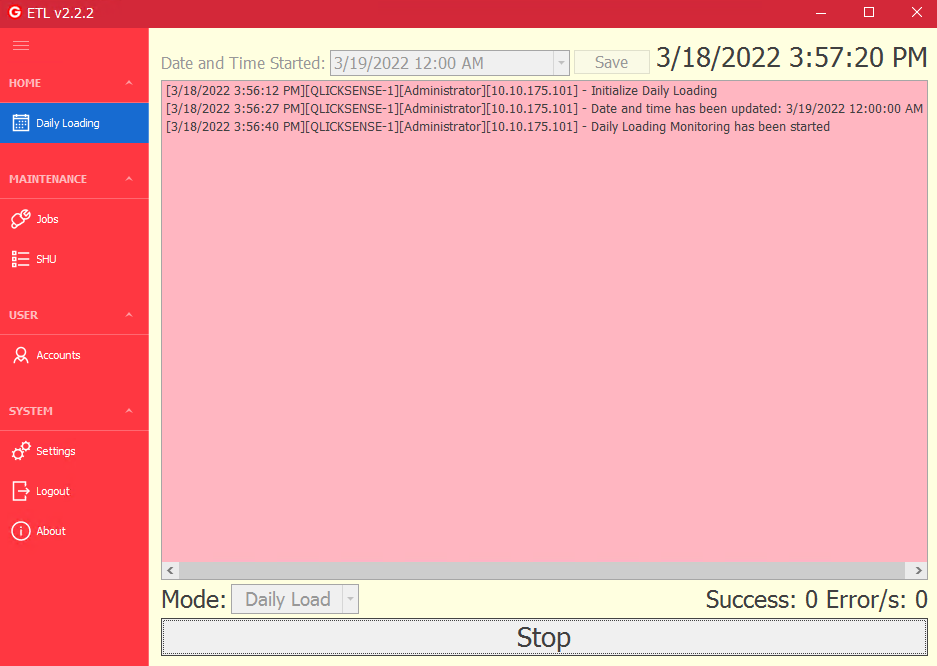 G ETL v2.2.2
HOME
Daily Loading
MAINTENANCE
Jobs
SHU
USER
Accounts
SYSTEM
Settings
Logout
About
Date and Time Started: 3/19/2022 12:00 AM Save 3/18/2022 3:57:20 PM
[3/18/2022 3:56:12 PM][QLICKSENSE-1][Administrator][10.10.175.101] - Initialize Daily Loading
[3/18/2022 3:56:27 PM][QLICKSENSE-1][Administrator][10.10.175.101] - Date and time has been updated: 3/19/2022 12:00:00 AM
[3/18/2022 3:56:40 PM][QLICKSENSE-1][Administrator][10.10.175.101] - Daily Loading Monitoring has been started
Mode: Daily Load Success: 0 Error/s: 0
Stop